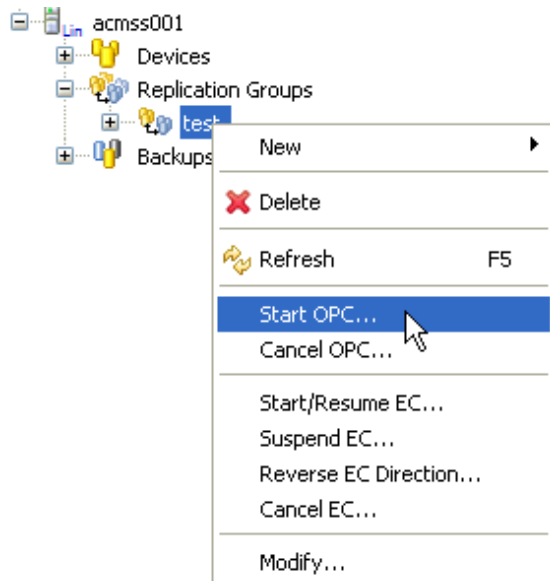 Lin acmss001
Devices
Replication Groups
test
Backups
New
Delete
Refresh F5
Start OPC...
Cancel OPC...
Start/Resume EC...
Suspend EC...
Reverse EC Direction...
Cancel EC...
Modify...